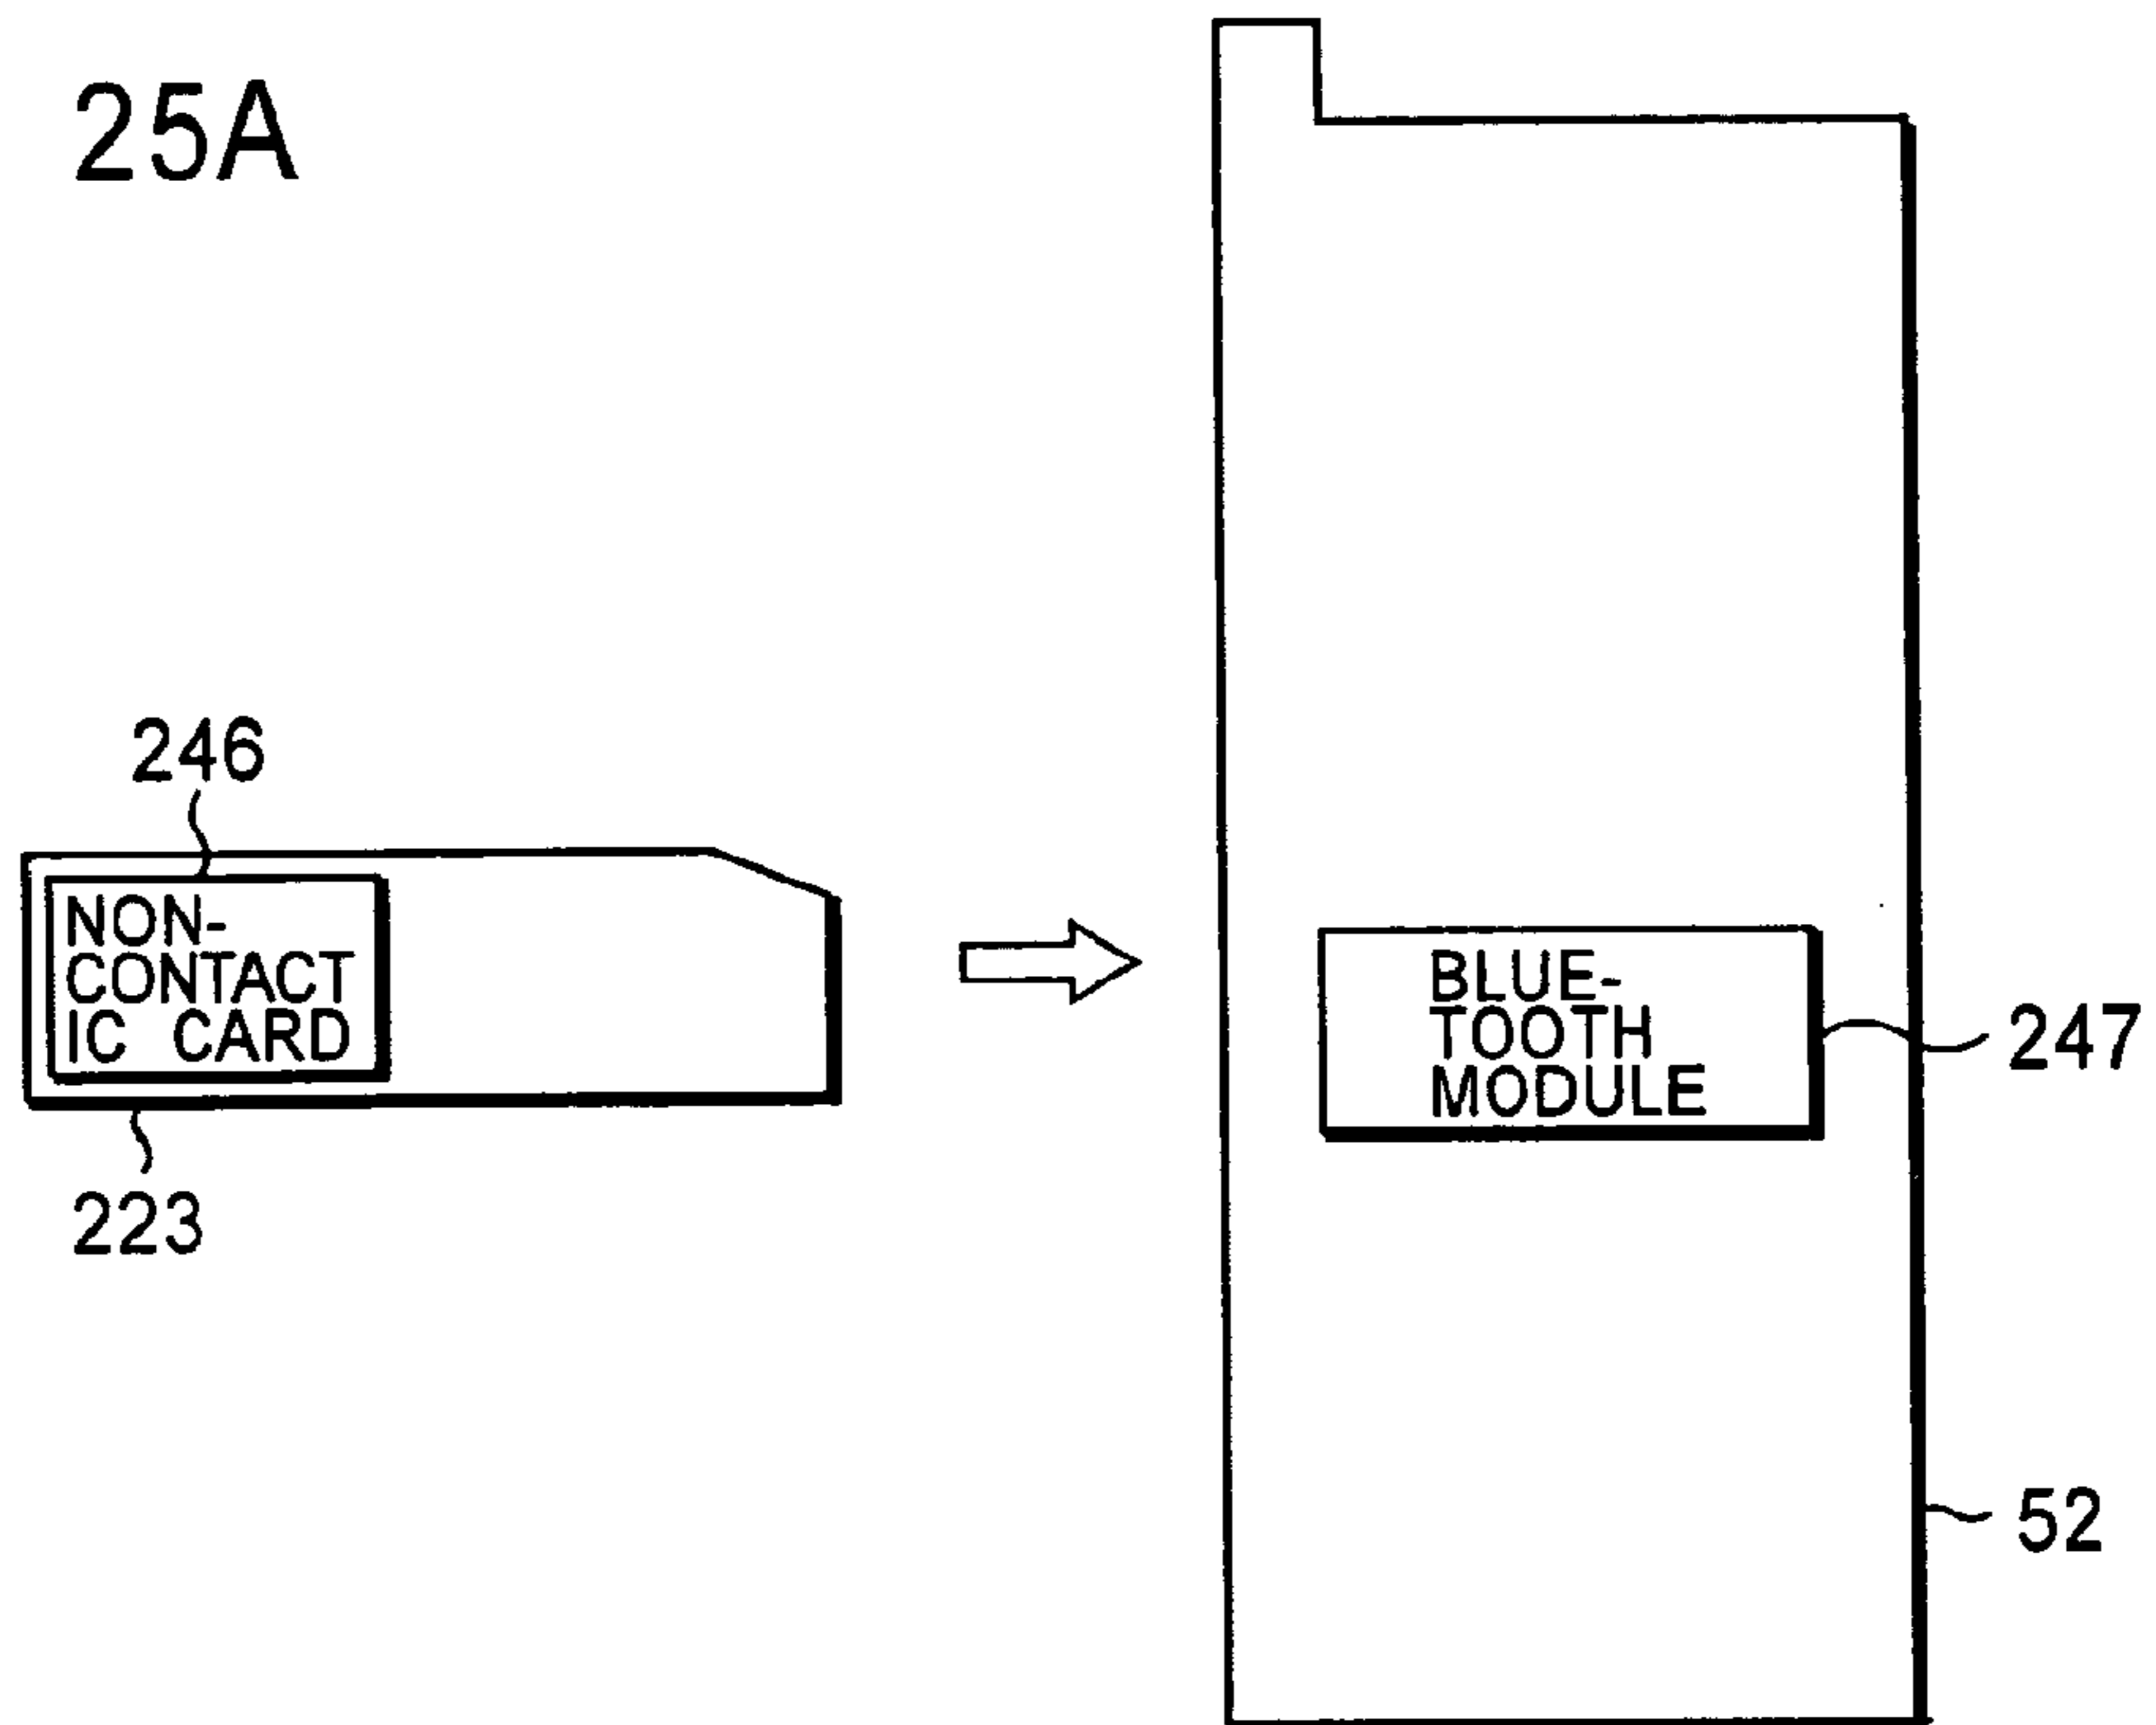 25A
246
NON-
CONTACT
IC CARD
223
BLUE-
TOOTH
MODULE
247
52